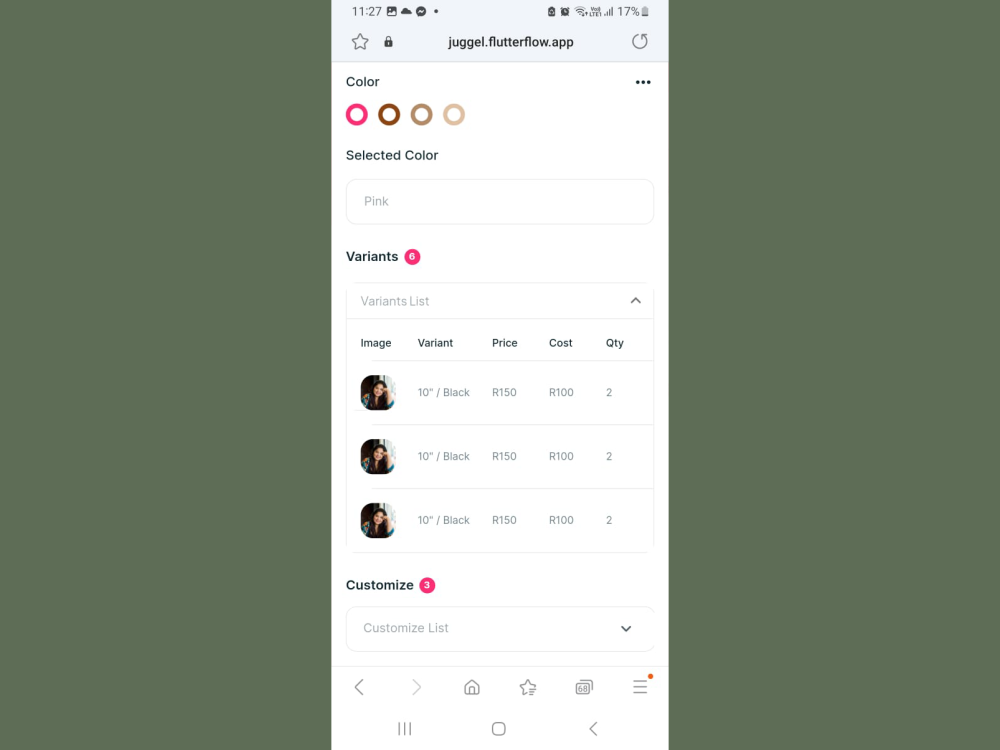 11:27 17%
juggel.flutterflow.app
Color
Selected Color
Pink
Variants 6
Variants List
Image Variant Price Cost Qty
10" / Black R150 R100 2
10" / Black R150 R100 2
10" / Black R150 R100 2
Customize 3
Customize List
68